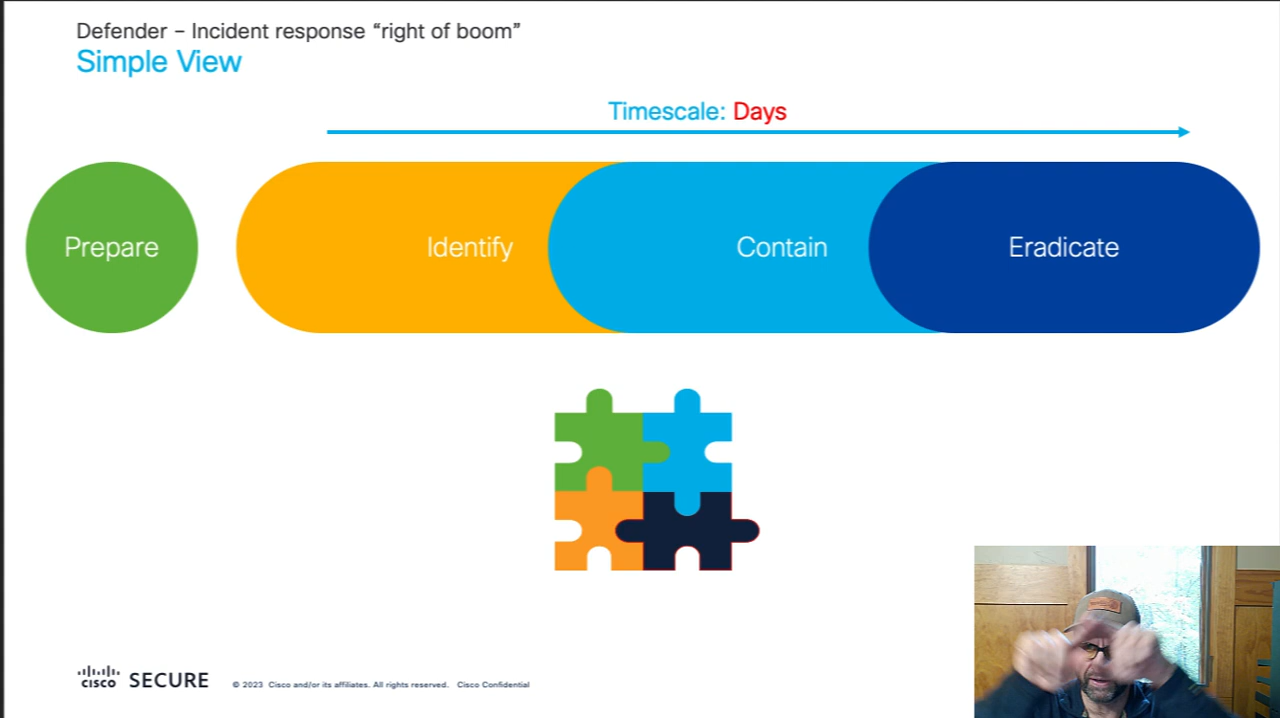 Defender – Incident response “right of boom”
Simple View
Timescale: Days
Prepare
Identify
Contain
Eradicate
CISCO SECURE
© 2023 Cisco and/or its affiliates. All rights reserved. Cisco Confidential